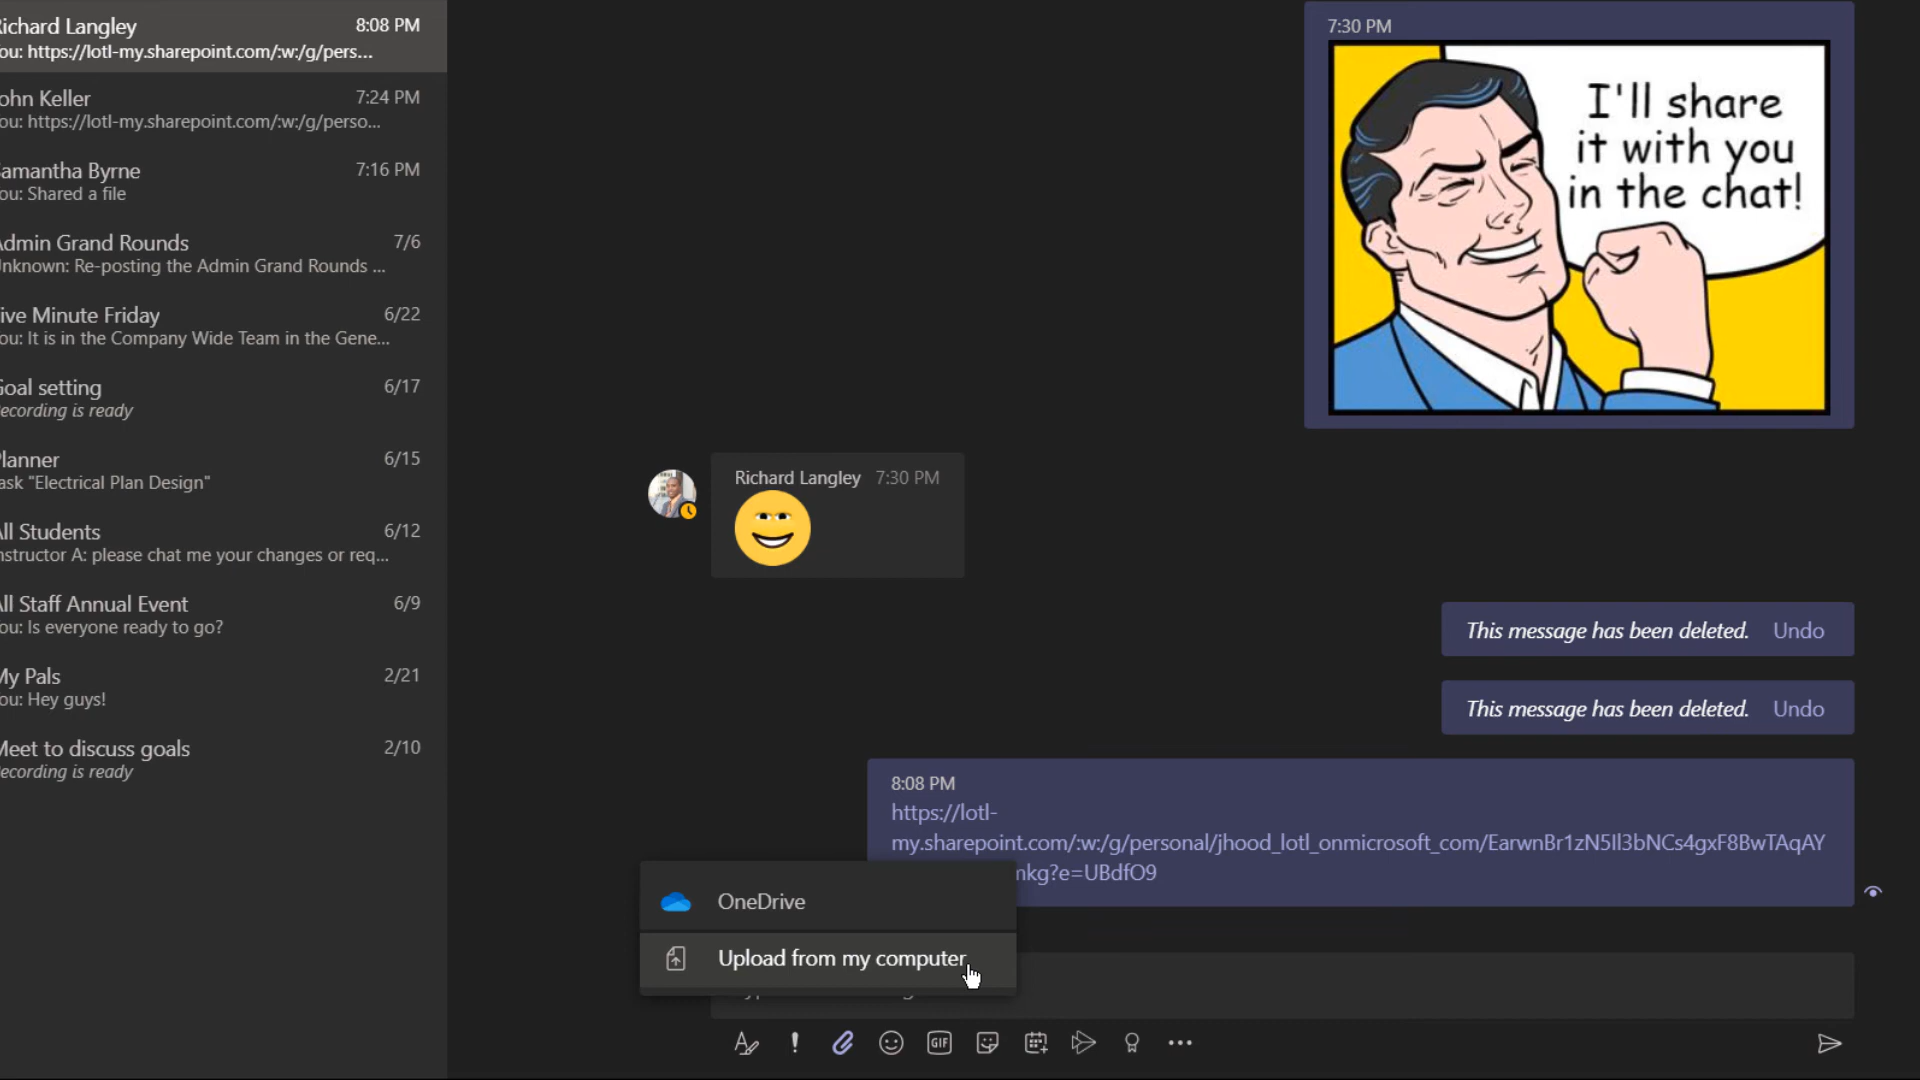 ichard Langley 8:08 PM
ou: https://lotl-my.sharepoint.com/:w:/g/pers...
ohn Keller 7:24 PM
ou: https://lotl-my.sharepoint.com/:w:/g/perso...
amantha Byrne 7:16 PM
ou: Shared a file
dmin Grand Rounds 7/6
nknown: Re-posting the Admin Grand Rounds ...
ive Minute Friday 6/22
ou: It is in the Company Wide Team in the Gene...
oal setting 6/17
ecording is ready
lanner 6/15
ask "Electrical Plan Design"
ll Students 6/12
nstructor A: please chat me your changes or req...
ll Staff Annual Event 6/9
ou: Is everyone ready to go?
My Pals 2/21
ou: Hey guys!
Meet to discuss goals 2/10
ecording is ready
7:30 PM
I'll share
it with you
in the chat!
Richard Langley 7:30 PM
This message has been deleted. Undo
This message has been deleted. Undo
8:08 PM
https://lotl-
my.sharepoint.com/:w:/g/personal/jhood_lotl_onmicrosoft_com/EarwnBr1zN5Il3bNCs4gxF8BwTAqAY
nkg?e=UBdfO9
OneDrive
Upload from my computer
GIF